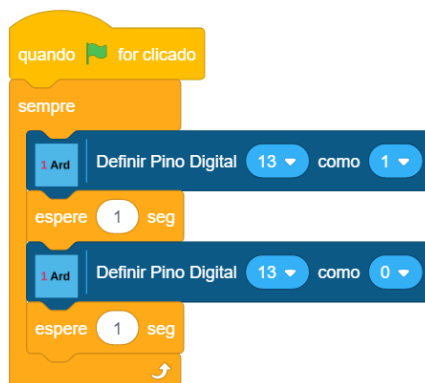 quando for clicado
sempre
1 Ard Definir Pino Digital 13 como 1
espere 1 seg
1 Ard Definir Pino Digital 13 como 0
espere 1 seg